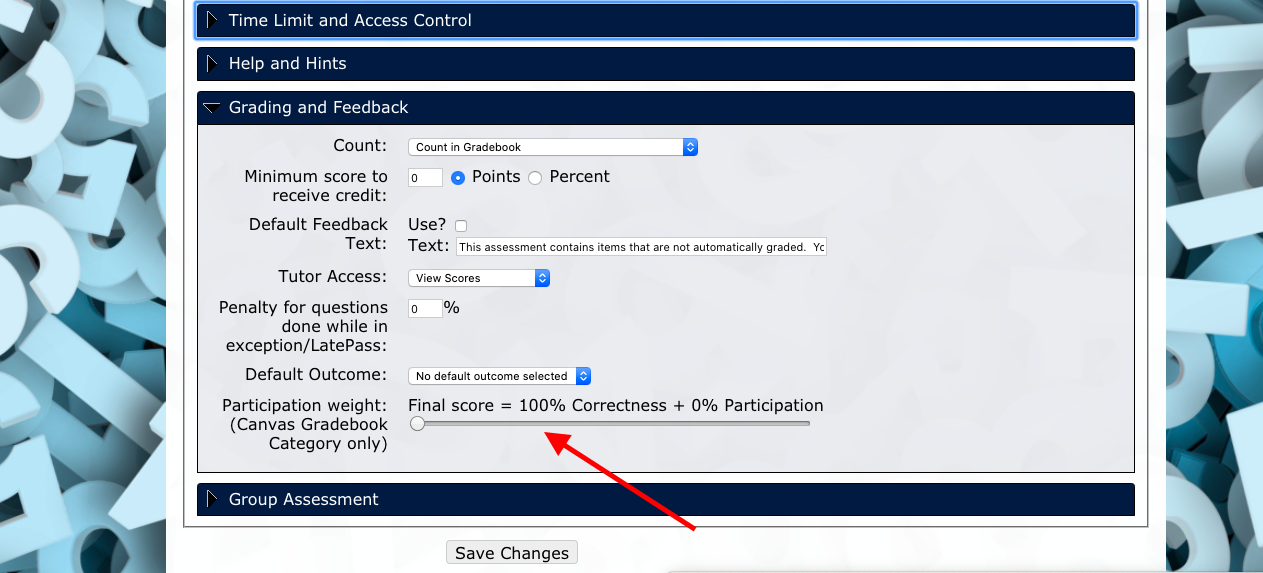 Time Limit and Access Control
Help and Hints
Grading and Feedback
Count: Count in Gradebook
Minimum score to receive credit: 0 Points Percent
Default Feedback Text: Use?
Text: This assessment contains items that are not automatically graded. Yo
Tutor Access: View Scores
Penalty for questions done while in exception/LatePass: 0 %
Default Outcome: No default outcome selected
Participation weight: Final score = 100% Correctness + 0% Participation
(Canvas Gradebook
Category only)
Group Assessment
Save Changes